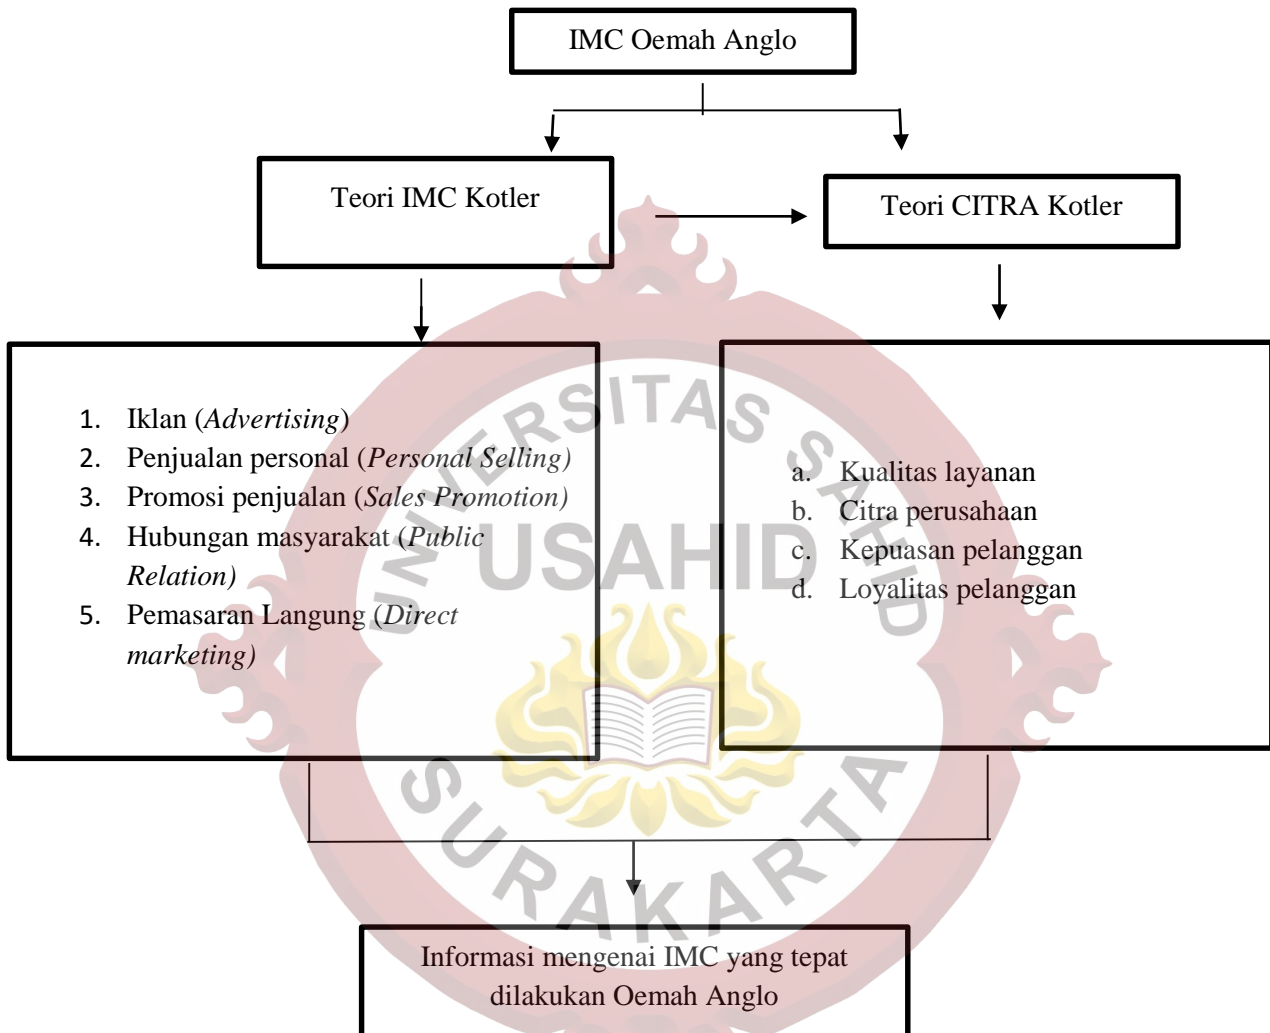 IMC Oemah Anglo
Teori IMC Kotler
Teori CITRA Kotler
1. Iklan (Advertising)
2. Penjualan personal (Personal Selling)
3. Promosi penjualan (Sales Promotion)
4. Hubungan masyarakat (Public
Relation)
5. Pemasaran Langung (Direct
marketing)
a. Kualitas layanan
b. Citra perusahaan
c. Kepuasan pelanggan
d. Loyalitas pelanggan
UNIVERSITAS SAHID
USAHID
SURAKARTA
Informasi mengenai IMC yang tepat
dilakukan Oemah Anglo